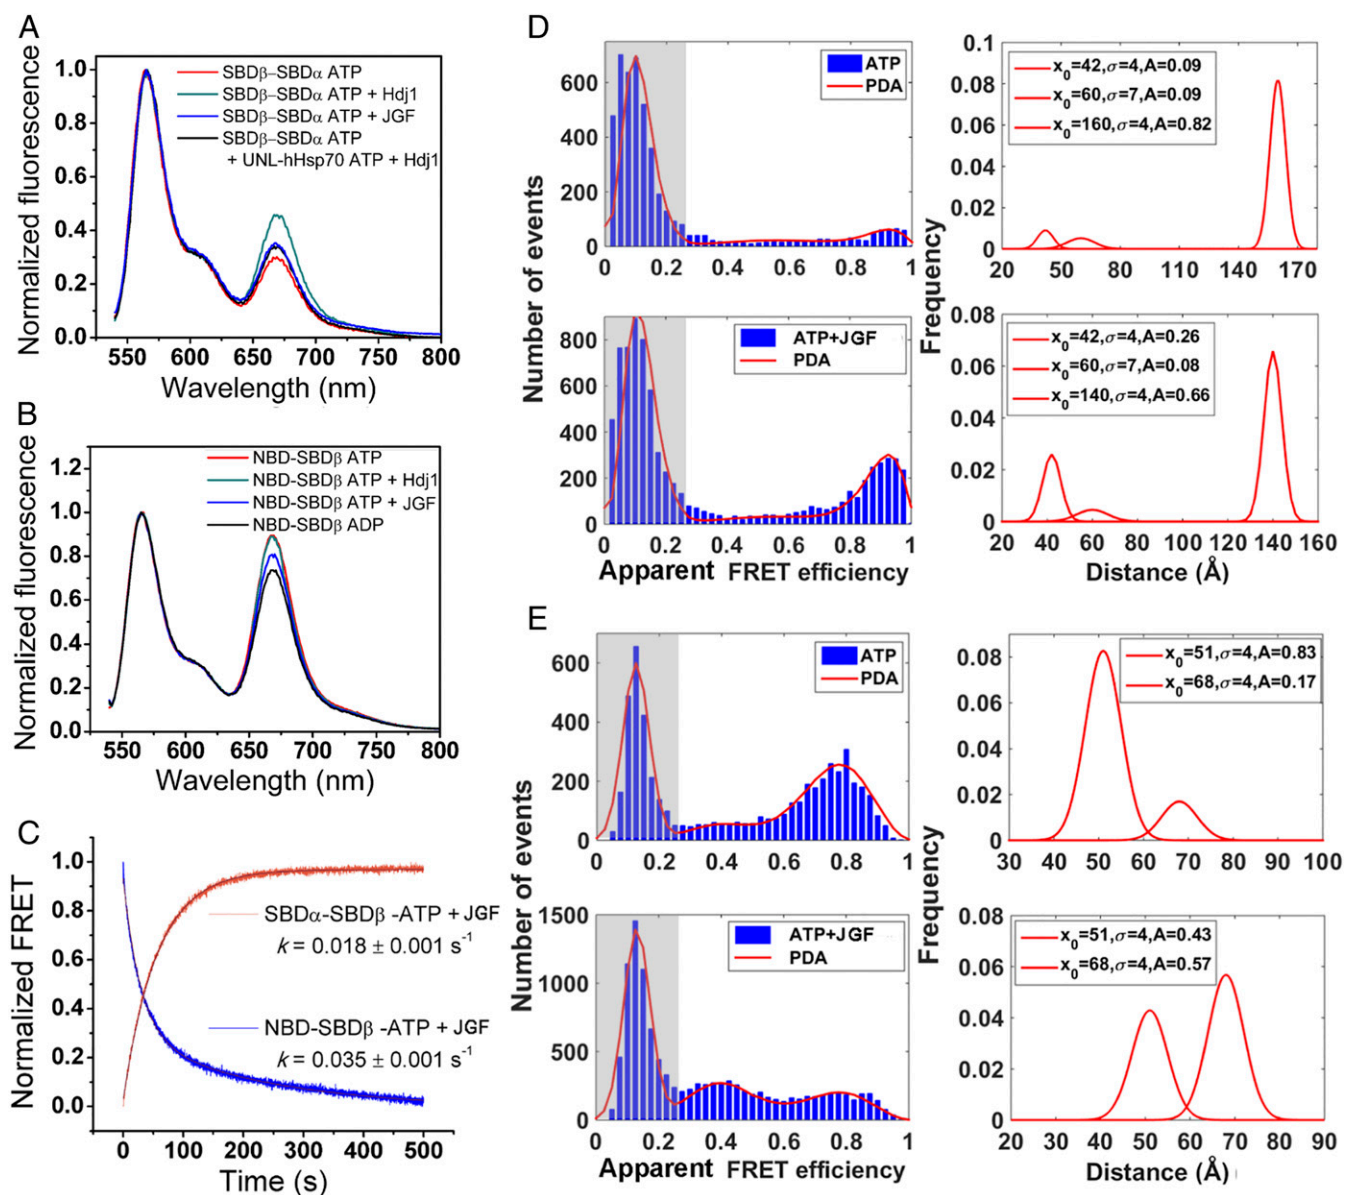 A
Normalized fluorescence
1.0
0.8
0.6
0.4
0.2
0.0
550 600 650 700 750 800
Wavelength (nm)
SBDβ–SBDα ATP
SBDβ–SBDα ATP + Hdj1
SBDβ–SBDα ATP + JGF
SBDβ–SBDα ATP
+ UNL-hHsp70 ATP + Hdj1
B
Normalized fluorescence
1.2
1.0
0.8
0.6
0.4
0.2
0.0
550 600 650 700 750 800
Wavelength (nm)
NBD-SBDβ ATP
NBD-SBDβ ATP + Hdj1
NBD-SBDβ ATP + JGF
NBD-SBDβ ADP
C
Normalized FRET
1.0
0.8
0.6
0.4
0.2
0.0
0 100 200 300 400 500
Time (s)
SBDα-SBDβ -ATP + JGF
k = 0.018 ± 0.001 s-1
NBD-SBDβ -ATP + JGF
k = 0.035 ± 0.001 s-1
D
Number of events
600
400
200
0
0 0.2 0.4 0.6 0.8 1
ATP
PDA
Frequency
0.1
0.08
0.06
0.04
0.02
0
20 50 80 110 140 170
x0=42,σ=4,A=0.09
x0=60,σ=7,A=0.09
x0=160,σ=4,A=0.82
800
600
400
200
0
0 0.2 0.4 0.6 0.8 1
Apparent FRET efficiency
ATP+JGF
PDA
0.08
0.06
0.04
0.02
0
20 40 60 80 100 120 140 160
Distance (Å)
x0=42,σ=4,A=0.26
x0=60,σ=7,A=0.08
x0=140,σ=4,A=0.66
E
Number of events
600
400
200
0
0 0.2 0.4 0.6 0.8 1
ATP
PDA
Frequency
0.08
0.06
0.04
0.02
0
30 40 50 60 70 80 90 100
x0=51,σ=4,A=0.83
x0=68,σ=4,A=0.17
1500
1000
500
0
0 0.2 0.4 0.6 0.8 1
Apparent FRET efficiency
ATP+JGF
PDA
0.08
0.06
0.04
0.02
0
20 30 40 50 60 70 80 90
Distance (Å)
x0=51,σ=4,A=0.43
x0=68,σ=4,A=0.57